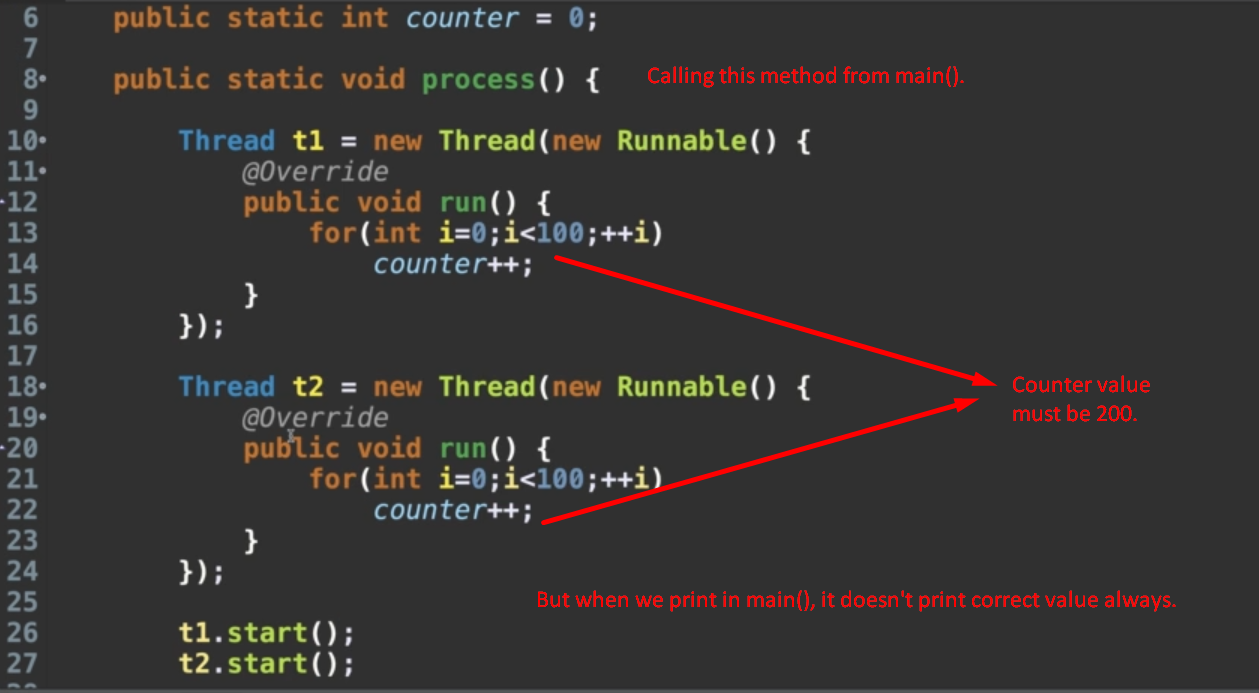 6 public static int counter = 0;
7
8 public static void process() { Calling this method from main().
9
10 Thread t1 = new Thread(new Runnable() {
11 @Override
12 public void run() {
13 for(int i=0;i<100;++i)
14 counter++;
15 }
16 });
17
18 Thread t2 = new Thread(new Runnable() {
Counter value
must be 200.
19 @Override
20 public void run() {
21 for(int i=0;i<100;++i)
22 counter++;
23 }
24 });
25 But when we print in main(), it doesn't print correct value always.
26 t1.start();
27 t2.start();